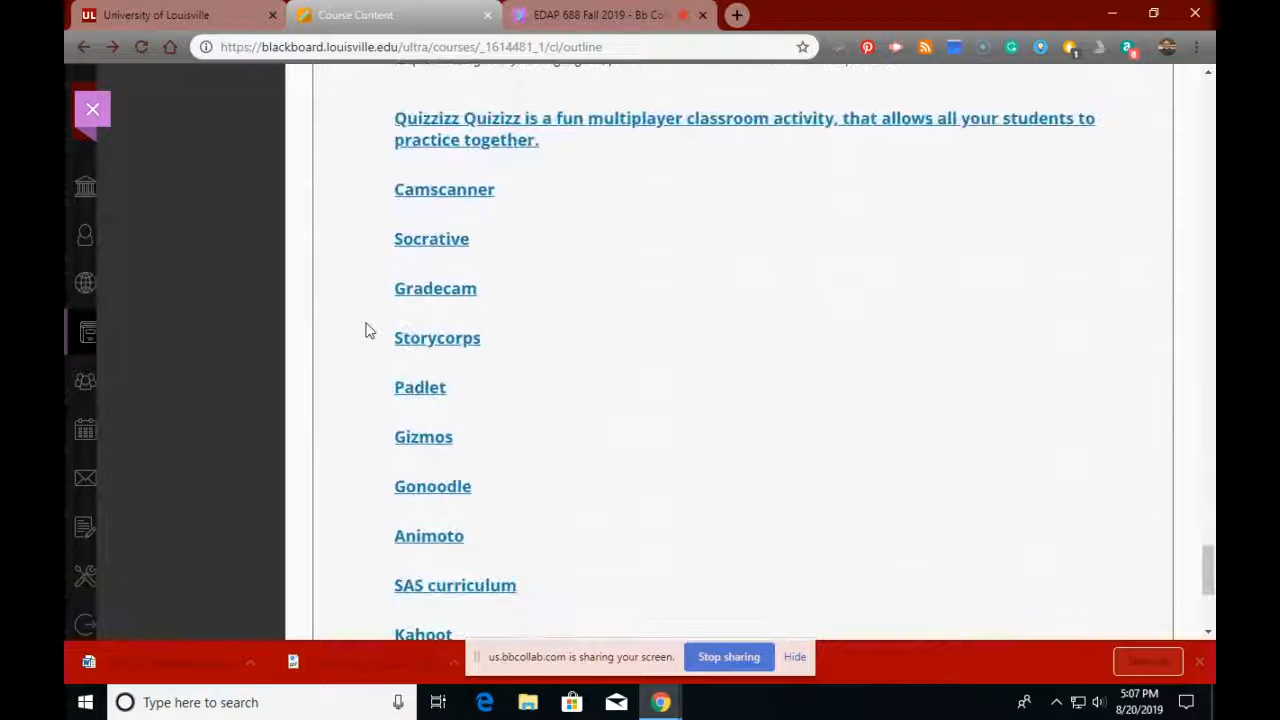 University of Louisville
Course Content
EDAP 688 Fall 2019 - Bb Co
https://blackboard.louisville.edu/ultra/courses/_1614481_1/cl/outline
Quizzizz Quizizz is a fun multiplayer classroom activity, that allows all your students to
practice together.
Camscanner
Socrative
Gradecam
Storycorps
Padlet
Gizmos
Gonoodle
Animoto
SAS curriculum
Kahoot
us.bbcollab.com is sharing your screen.
Stop sharing
Hide
Type here to search
5:07 PM
8/20/2019